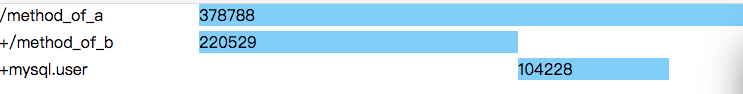 /method_of_a 378788
+/method_of_b 220529
+mysql.user 104228